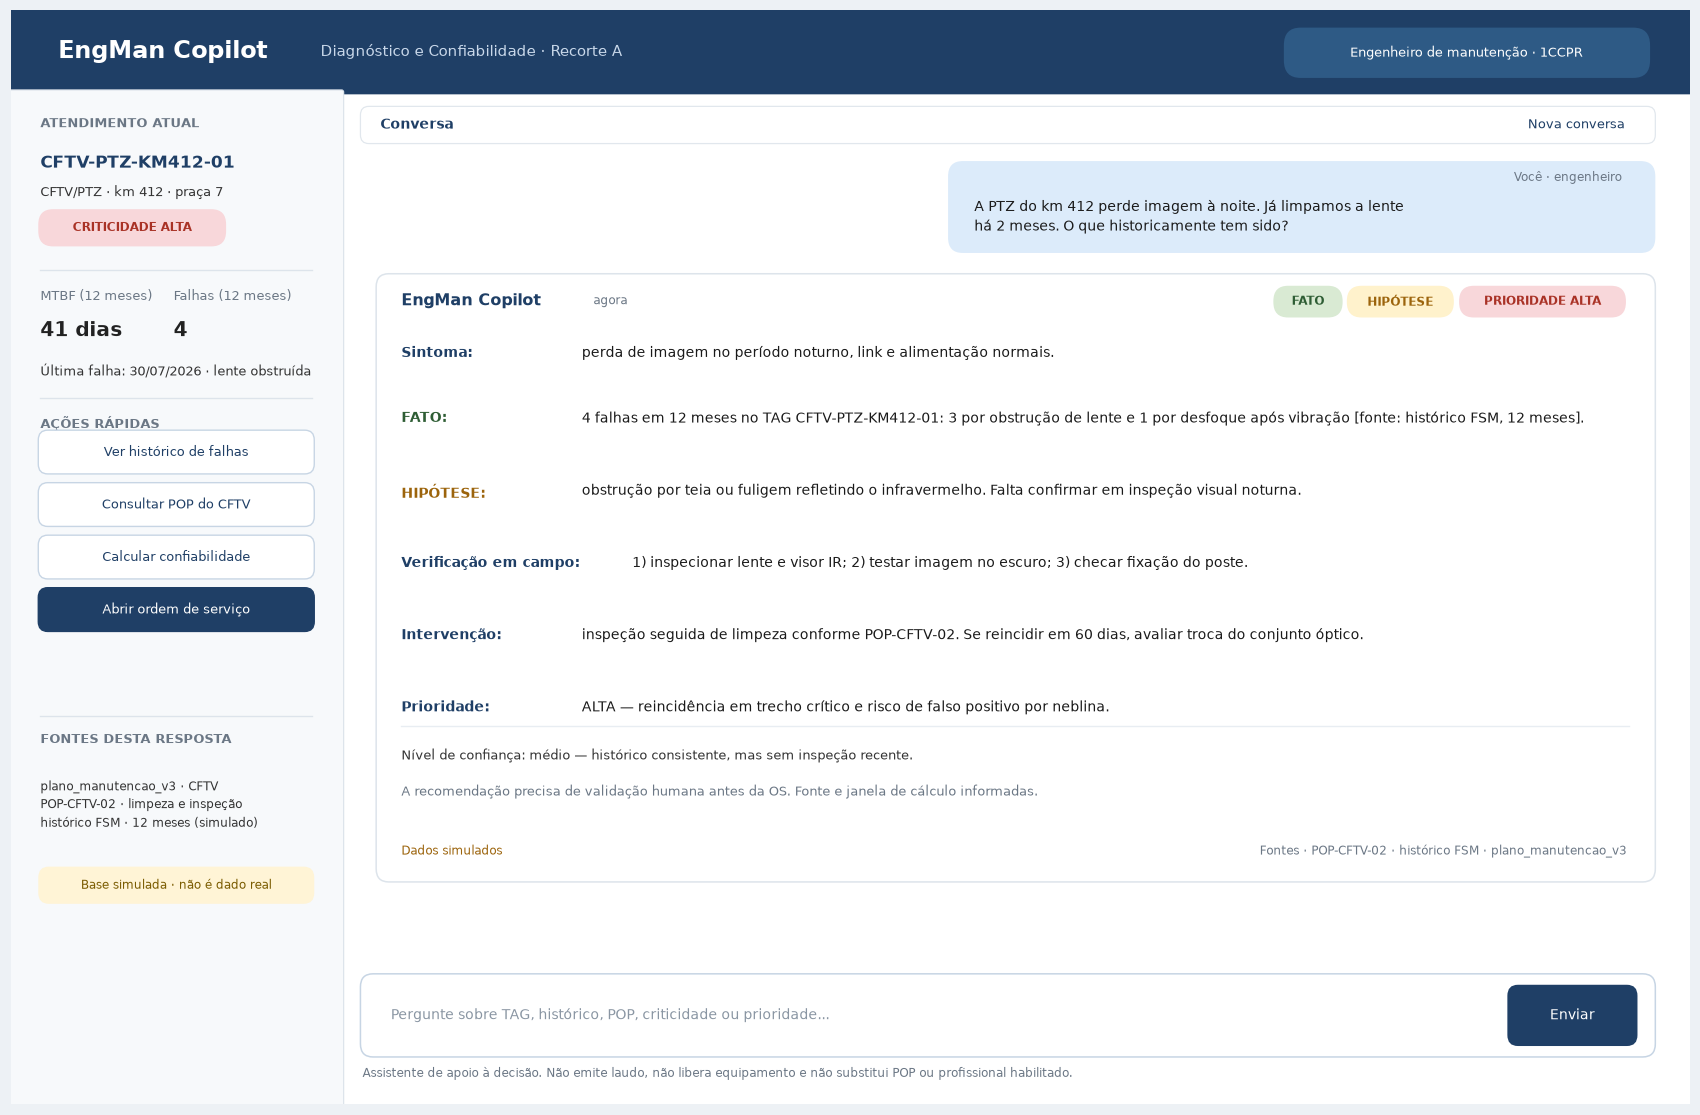 EngMan Copilot
Diagnóstico e Confiabilidade · Recorte A
Engenheiro de manutenção · 1CCPR
ATENDIMENTO ATUAL
CFTV-PTZ-KM412-01
CFTV/PTZ · km 412 · praça 7
CRITICIDADE ALTA
MTBF (12 meses)
Falhas (12 meses)
41 dias
4
Última falha: 30/07/2026 · lente obstruída
AÇÕES RÁPIDAS
Ver histórico de falhas
Consultar POP do CFTV
Calcular confiabilidade
Abrir ordem de serviço
FONTES DESTA RESPOSTA
plano_manutencao_v3 · CFTV
POP-CFTV-02 · limpeza e inspeção
histórico FSM · 12 meses (simulado)
Base simulada · não é dado real
Conversa
Nova conversa
Você · engenheiro
A PTZ do km 412 perde imagem à noite. Já limpamos a lente
há 2 meses. O que historicamente tem sido?
EngMan Copilot
agora
FATO
HIPÓTESE
PRIORIDADE ALTA
Sintoma: perda de imagem no período noturno, link e alimentação normais.
FATO: 4 falhas em 12 meses no TAG CFTV-PTZ-KM412-01: 3 por obstrução de lente e 1 por desfoque após vibração [fonte: histórico FSM, 12 meses].
HIPÓTESE: obstrução por teia ou fuligem refletindo o infravermelho. Falta confirmar em inspeção visual noturna.
Verificação em campo: 1) inspecionar lente e visor IR; 2) testar imagem no escuro; 3) checar fixação do poste.
Intervenção: inspeção seguida de limpeza conforme POP-CFTV-02. Se reincidir em 60 dias, avaliar troca do conjunto óptico.
Prioridade: ALTA — reincidência em trecho crítico e risco de falso positivo por neblina.
Nível de confiança: médio — histórico consistente, mas sem inspeção recente.
A recomendação precisa de validação humana antes da OS. Fonte e janela de cálculo informadas.
Dados simulados
Fontes · POP-CFTV-02 · histórico FSM · plano_manutencao_v3
Pergunte sobre TAG, histórico, POP, criticidade ou prioridade...
Enviar
Assistente de apoio à decisão. Não emite laudo, não libera equipamento e não substitui POP ou profissional habilitado.